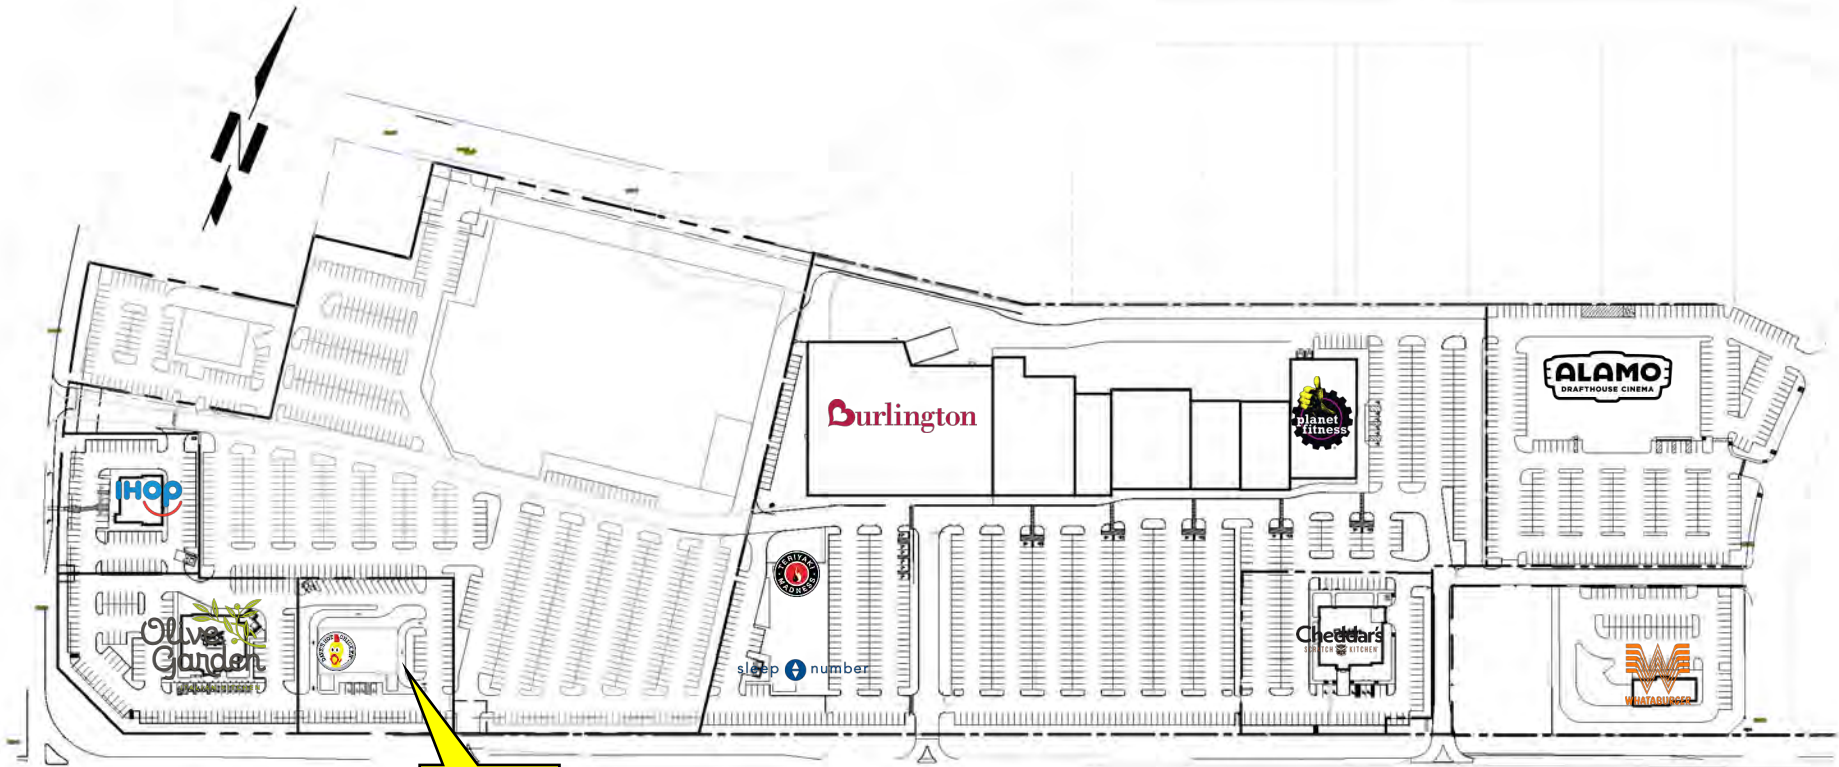 N
ALAMO
DRAFTHOUSE CINEMA
Burlington
planet
fitness
IHOP
TERIYAKI
MADNESS
Olive
Garden
Cheddar's
SCRATCH KITCHEN
sleep number
WHATABURGER